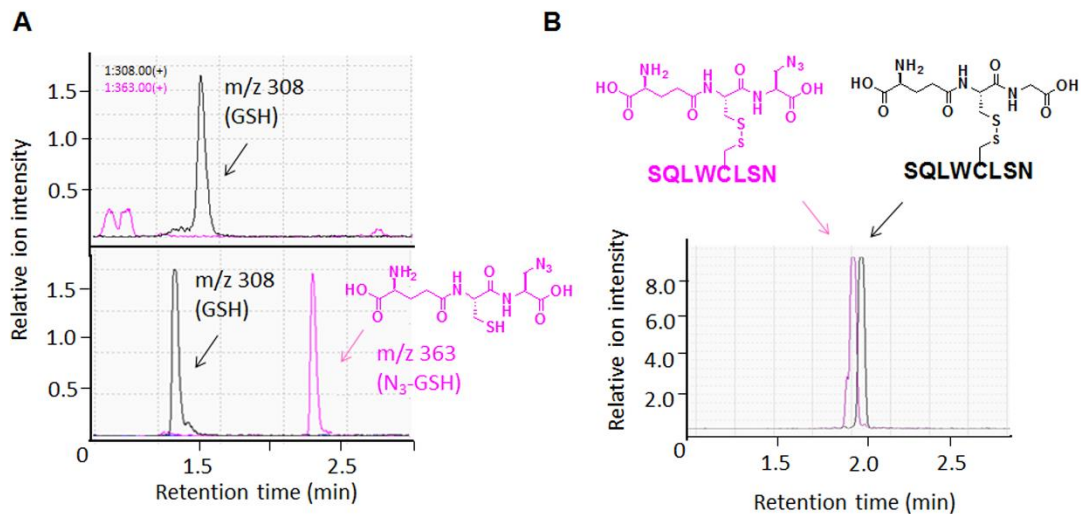 A
1:308.00(+)
1:363.00(+)
m/z 308
(GSH)
1.5
1.0
0.5
m/z 308
(GSH)
1.5
1.0
0.5
NH2
HO
O
O
H
N
O
N
H
SH
N3
OH
O
m/z 363
(N3-GSH)
0
1.5
2.5
Relative ion intensity
Retention time (min)
B
NH2
HO
O
O
H
N
O
N
H
N3
OH
O
S
S
SQLWCLSN
NH2
HO
O
O
H
N
O
N
H
O
OH
S
S
SQLWCLSN
8.0
6.0
4.0
2.0
0
1.5
2.0
2.5
Relative ion intensity
Retention time (min)